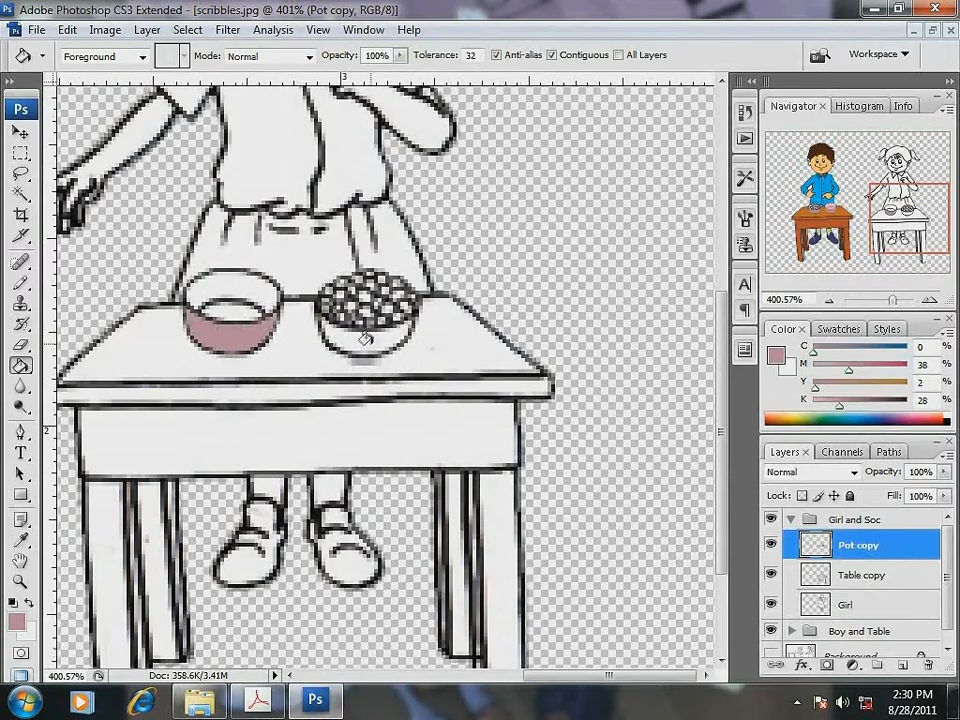 Adobe Photoshop CS3 Extended - [scribbles.jpg @ 401% (Pot copy, RGB/8)]
File Edit Image Layer Select Filter Analysis View Window Help
Foreground Mode: Normal Opacity: 100% Tolerance: 32 Anti-alias Contiguous All Layers Workspace
3
Ps
2
Navigator Histogram Info
400.57%
Color Swatches Styles
C 0 %
M 38 %
Y 2 %
K 28 %
Layers Channels Paths
Normal Opacity: 100%
Lock: Fill: 100%
Girl and Soc
Pot copy
Table copy
Girl
Boy and Table
Background
400.57% Doc: 358.6K/3.41M
2:30 PM
8/28/2011